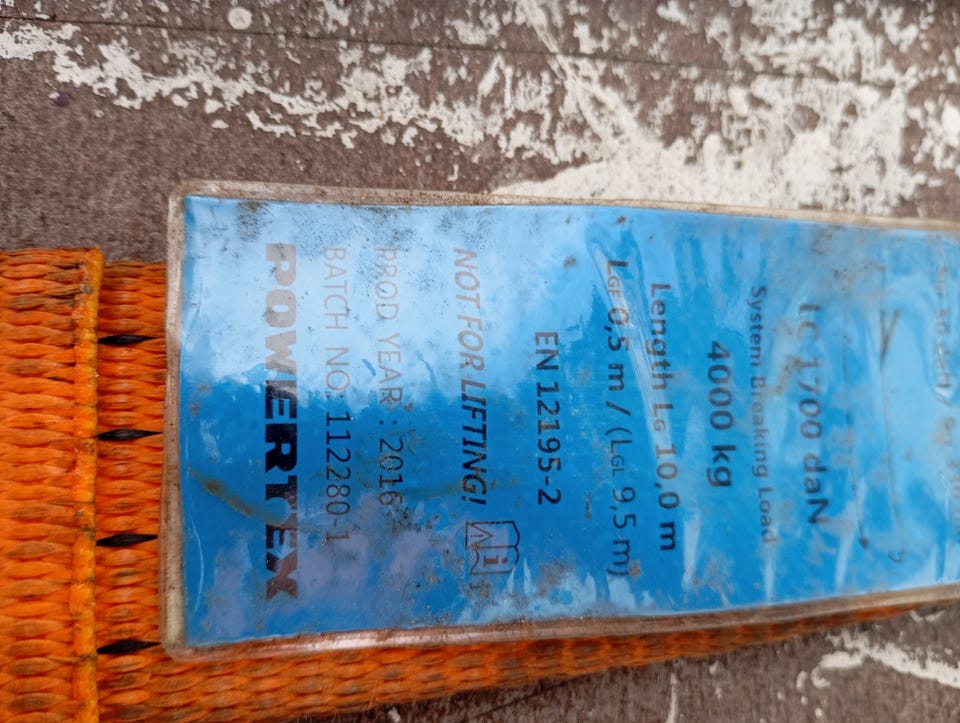 LC 1700 daN
System Breaking Load
4000 kg
Length LG 10,0 m
LGF 0,5 m / (LGL 9,5 m)
EN 12195-2
NOT FOR LIFTING!
PROD YEAR: 2016
BATCH NO: 112280-1
POWERTEX